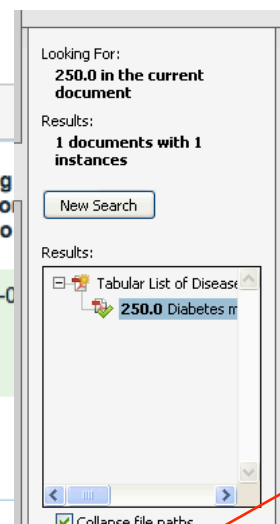 Looking For:
250.0 in the current
document
Results:
1 documents with 1
instances
New Search
Results:
Tabular List of Disease
250.0 Diabetes m
Collapse file paths